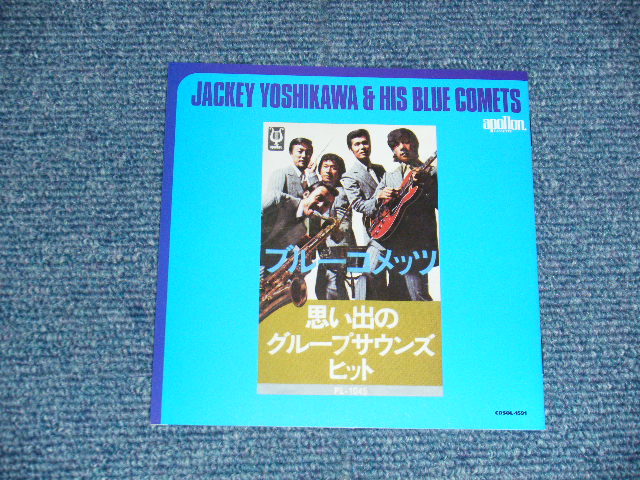 JACKEY YOSHIKAWA & HIS BLUE COMETS
apollon
ブルーコメッツ
思い出の
グループサウンズ
ヒット
PL-1045
CDSOL-1591